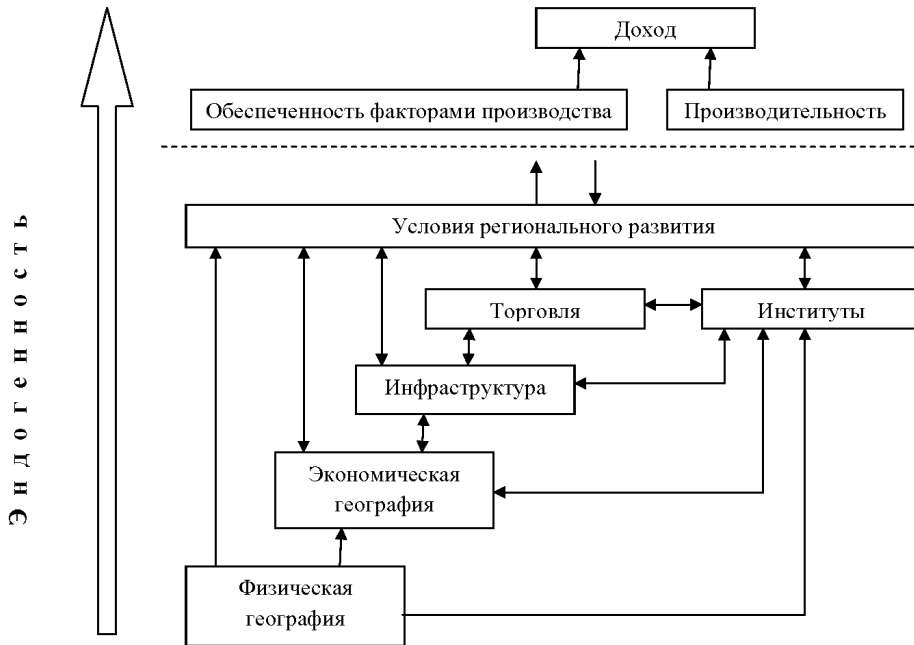 Доход
Обеспеченность факторами производства
Производительность
Условия регионального развития
Торговля
Институты
Инфраструктура
Экономическая
география
Физическая
география
Эндогенность